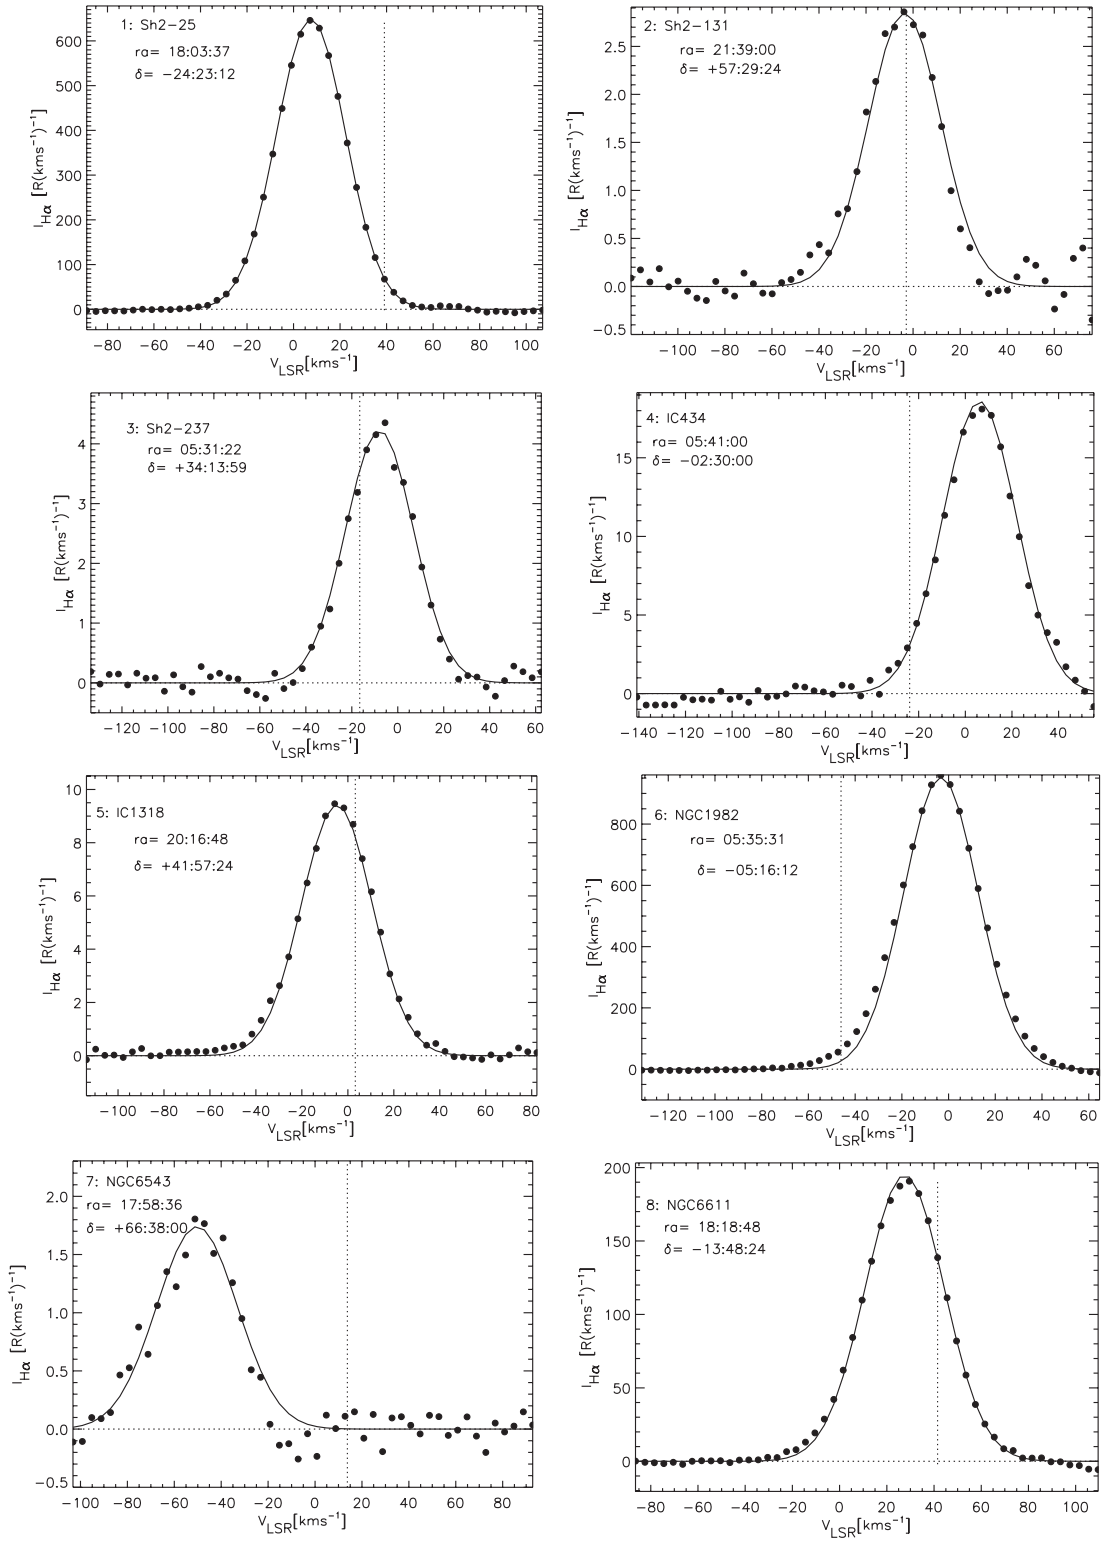 1: Sh2-25
ra= 18:03:37
δ= -24:23:12
600
500
400
300
200
100
0
I_Hα [R(kms⁻¹)⁻¹]
-80 -60 -40 -20 0 20 40 60 80 100
V_LSR[kms⁻¹]
2: Sh2-131
ra= 21:39:00
δ= +57:29:24
2.5
2.0
1.5
1.0
0.5
0.0
-0.5
I_Hα [R(kms⁻¹)⁻¹]
-100 -80 -60 -40 -20 0 20 40 60
V_LSR[kms⁻¹]
3: Sh2-237
ra= 05:31:22
δ= +34:13:59
4
3
2
1
0
I_Hα [R(kms⁻¹)⁻¹]
-120 -100 -80 -60 -40 -20 0 20 40 60
V_LSR[kms⁻¹]
4: IC434
ra= 05:41:00
δ= -02:30:00
15
10
5
0
I_Hα [R(kms⁻¹)⁻¹]
-140 -120 -100 -80 -60 -40 -20 0 20 40
V_LSR[kms⁻¹]
5: IC1318
ra= 20:16:48
δ= +41:57:24
10
8
6
4
2
0
I_Hα [R(kms⁻¹)⁻¹]
-100 -80 -60 -40 -20 0 20 40 60 80
V_LSR[kms⁻¹]
6: NGC1982
ra= 05:35:31
δ= -05:16:12
800
600
400
200
0
I_Hα [R(kms⁻¹)⁻¹]
-120 -100 -80 -60 -40 -20 0 20 40 60
V_LSR[kms⁻¹]
7: NGC6543
ra= 17:58:36
δ= +66:38:00
2.0
1.5
1.0
0.5
0.0
-0.5
I_Hα [R(kms⁻¹)⁻¹]
-100 -80 -60 -40 -20 0 20 40 60 80
V_LSR[kms⁻¹]
8: NGC6611
ra= 18:18:48
δ= -13:48:24
200
150
100
50
0
I_Hα [R(kms⁻¹)⁻¹]
-80 -60 -40 -20 0 20 40 60 80 100
V_LSR[kms⁻¹]